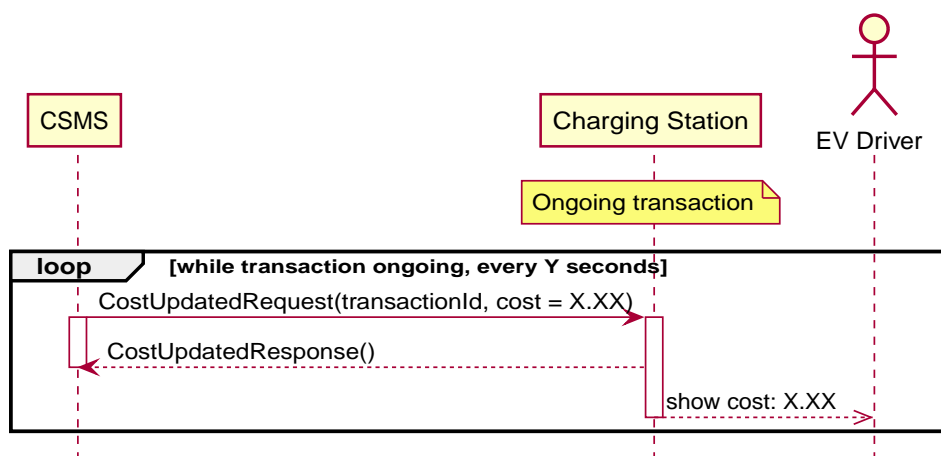 CSMS
Charging Station
EV Driver
Ongoing transaction
loop
[while transaction ongoing, every Y seconds]
CostUpdatedRequest(transactionId, cost = X.XX)
CostUpdatedResponse()
show cost: X.XX